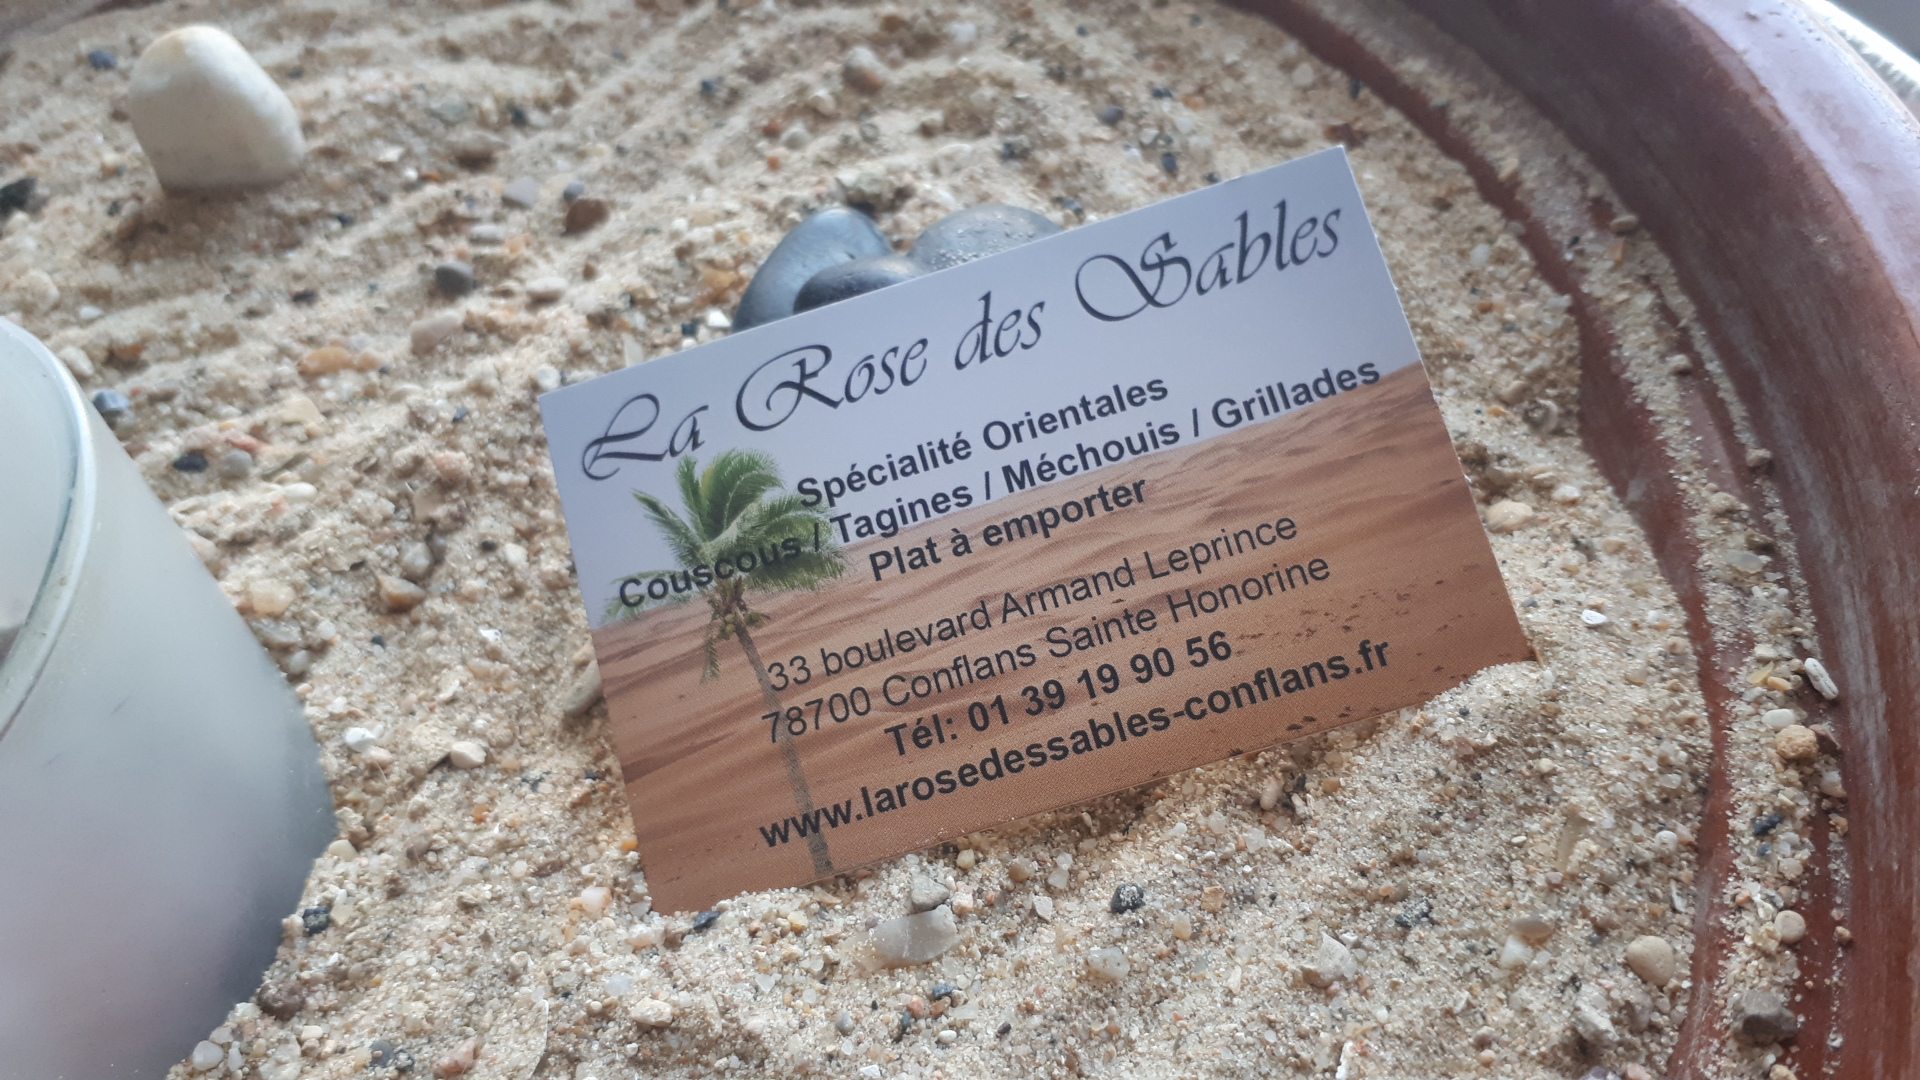 La Rose des Sables
Spécialité Orientales
Couscous / Tagines / Méchouis / Grillades
Plat à emporter
33 boulevard Armand Leprince
78700 Conflans Sainte Honorine
Tél: 01 39 19 90 56
www.larosedessables-conflans.fr